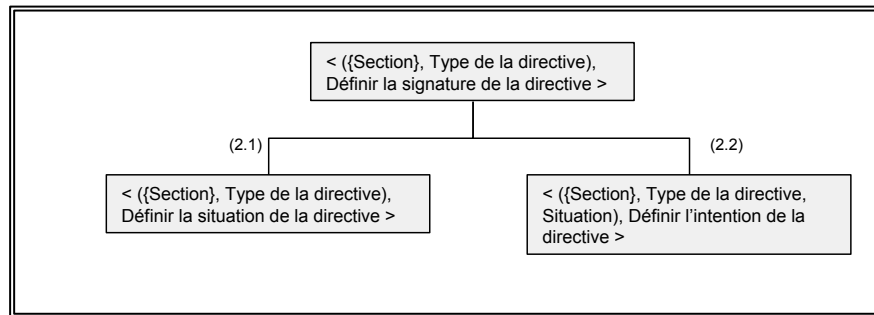 < ({Section}, Type de la directive),
Définir la signature de la directive >
(2.1)
(2.2)
< ({Section}, Type de la directive),
Définir la situation de la directive >
< ({Section}, Type de la directive,
Situation), Définir l’intention de la
directive >